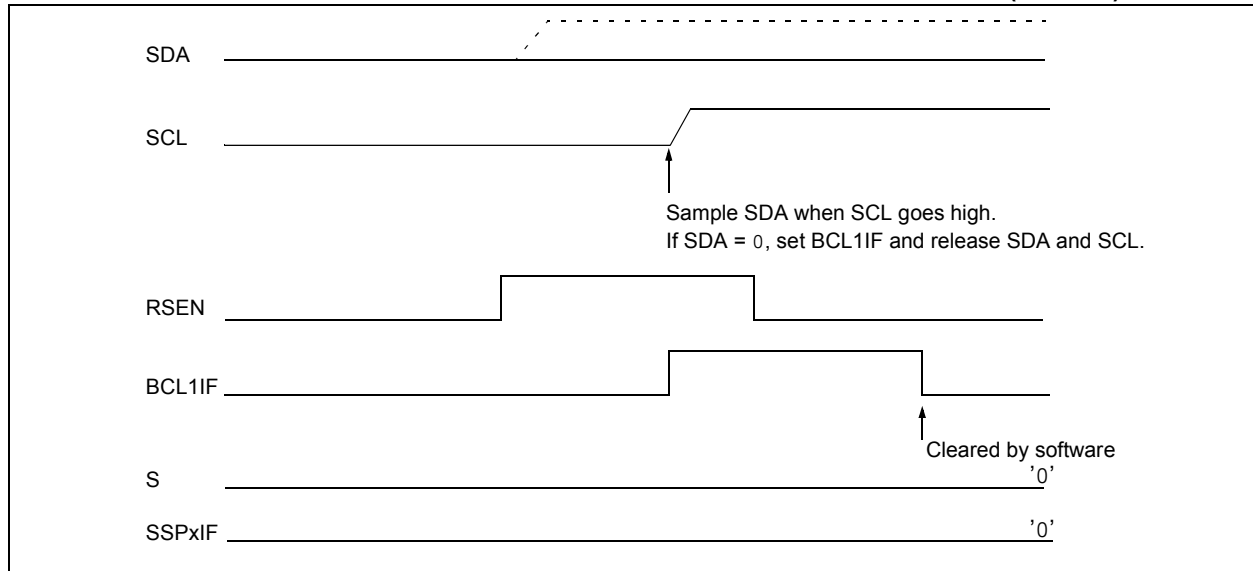 SDA
SCL
Sample SDA when SCL goes high.
If SDA = 0, set BCL1IF and release SDA and SCL.
RSEN
BCL1IF
Cleared by software
S
'0'
SSPxIF
'0'